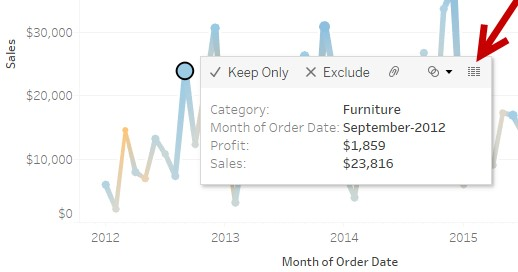 Sales
$30,000
$20,000
$10,000
$0
Keep Only Exclude
Category: Furniture
Month of Order Date: September-2012
Profit: $1,859
Sales: $23,816
2012 2013 2014 2015
Month of Order Date